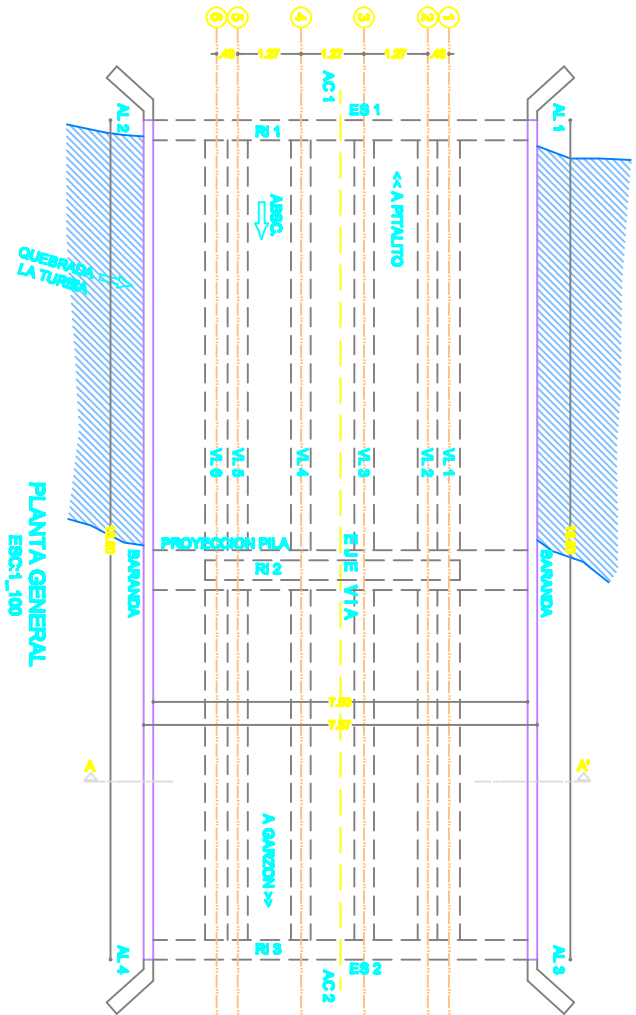 6
5
4
3
2
1
.43
1.27
1.27
1.27
.43
AC 1
AL 2
AL 1
ES 1
RI 1
<< A PITALITO
ABSC.
QUEBRADA
LA TURBIA
VL 6
VL 5
VL 4
VL 3
VL 2
VL 1
PROYECCION PILA
RI 2
EJE VIA
BARANDA
BARANDA
PLANTA GENERAL
ESC:1_100
A
A'
A GARZON >>
AL 4
AL 3
RI 3
ES 2
AC 2